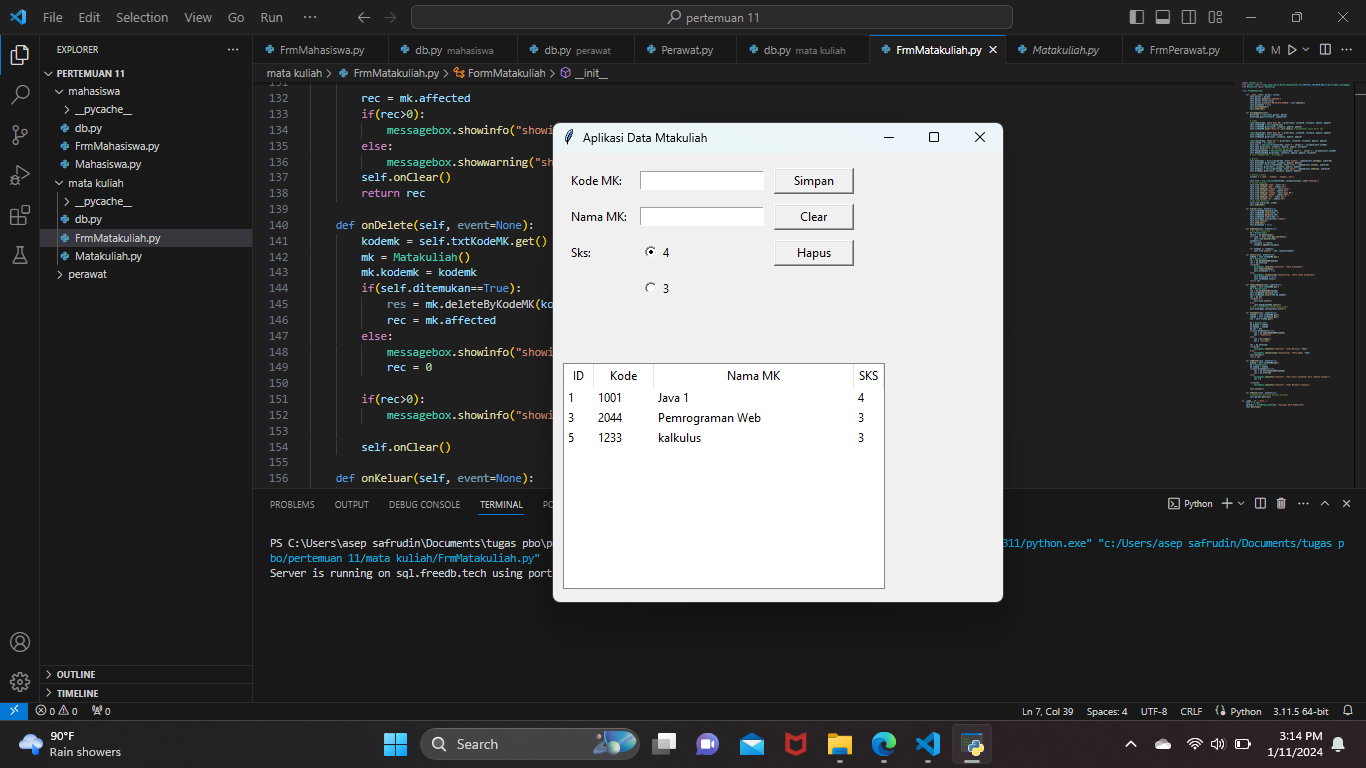 File Edit Selection View Go Run ···
pertemuan 11
EXPLORER
PERTEMUAN 11
mahasiswa
__pycache__
db.py
FrmMahasiswa.py
Mahasiswa.py
mata kuliah
__pycache__
db.py
FrmMatakuliah.py
Matakuliah.py
perawat
OUTLINE
TIMELINE
FrmMahasiswa.py db.py mahasiswa db.py perawat Perawat.py db.py mata kuliah FrmMatakuliah.py Matakuliah.py FrmPerawat.py M
mata kuliah > FrmMatakuliah.py > FormMatakuliah > __init__
131
132 rec = mk.affected
133 if(rec>0):
134 messagebox.showinfo("showi
135 else:
136 messagebox.showwarning("sh
137 self.onClear()
138 return rec
139
140 def onDelete(self, event=None):
141 kodemk = self.txtKodeMK.get()
142 mk = Matakuliah()
143 mk.kodemk = kodemk
144 if(self.ditemukan==True):
145 res = mk.deleteByKodeMK(ko
146 rec = mk.affected
147 else:
148 messagebox.showinfo("showi
149 rec = 0
150
151 if(rec>0):
152 messagebox.showinfo("showi
153
154 self.onClear()
155
156 def onKeluar(self, event=None):
Aplikasi Data Mtakuliah
Kode MK: Simpan
Nama MK: Clear
Sks: 4 Hapus
3
ID Kode Nama MK SKS
1 1001 Java 1 4
3 2044 Pemrograman Web 3
5 1233 kalkulus 3
PROBLEMS OUTPUT DEBUG CONSOLE TERMINAL PO
Python
PS C:\Users\asep safrudin\Documents\tugas pbo\p 311/python.exe" "c:/Users/asep safrudin/Documents/tugas p
bo/pertemuan 11/mata kuliah/FrmMatakuliah.py"
Server is running on sql.freedb.tech using port
0 0 0 Ln 7, Col 39 Spaces: 4 UTF-8 CRLF Python 3.11.5 64-bit
90°F
Rain showers
Search
3:14 PM
1/11/2024